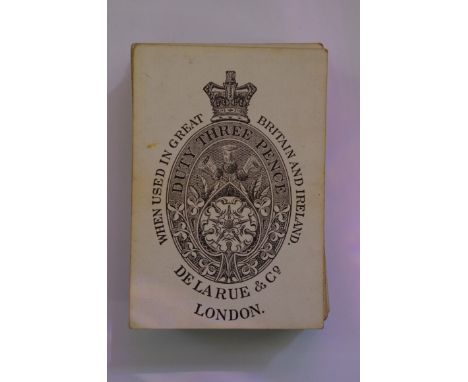 WHEN USED IN GREAT BRITAIN AND IRELAND.
DUTY THREE PENCE
DE LA RUE & Cº
LONDON.